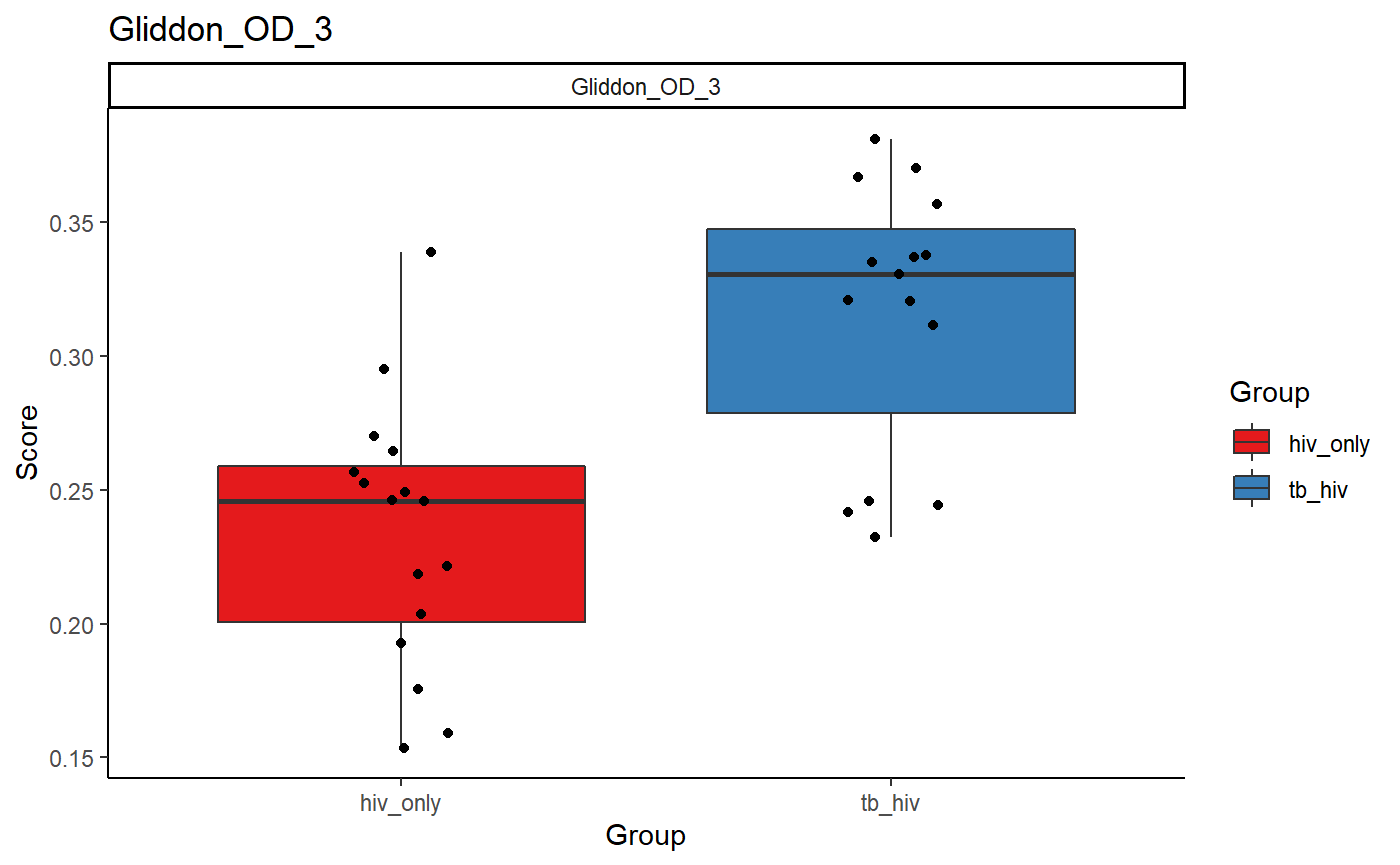 Gliddon_OD_3
Gliddon_OD_3
0.35
0.30
0.25
0.20
0.15
Score
hiv_only
tb_hiv
Group
Group
hiv_only
tb_hiv